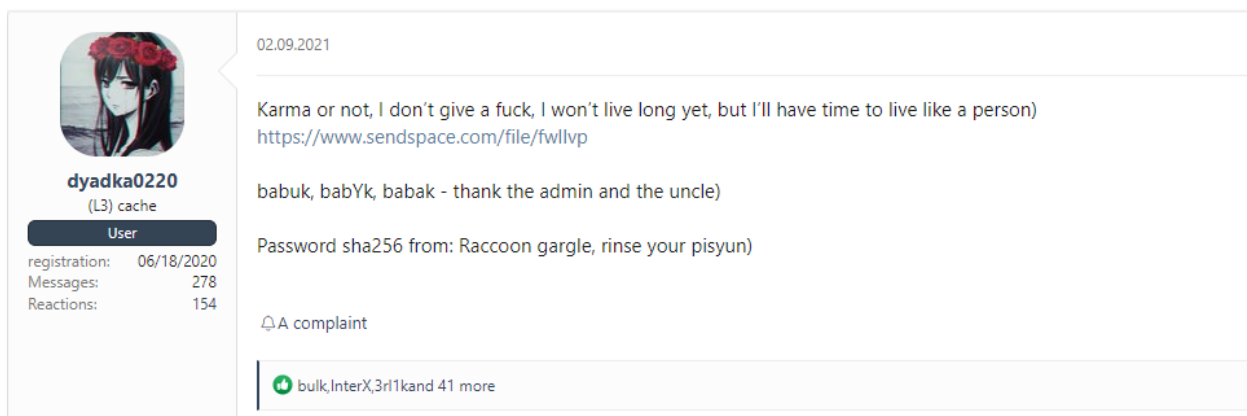 02.09.2021
Karma or not, I don't give a fuck, I won't live long yet, but I'll have time to live like a person)
https://www.sendspace.com/file/fwllvp
babuk, babYk, babak - thank the admin and the uncle)
Password sha256 from: Raccoon gargle, rinse your pisyun)
dyadka0220
(L3) cache
User
registration: 06/18/2020
Messages: 278
Reactions: 154
A complaint
bulk,InterX,3rl1kand 41 more